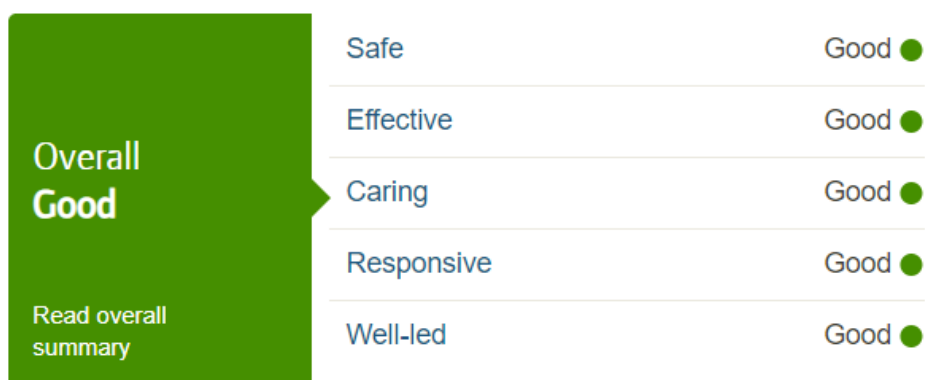 Overall
Good
Read overall
summary
Safe Good
Effective Good
Caring Good
Responsive Good
Well-led Good